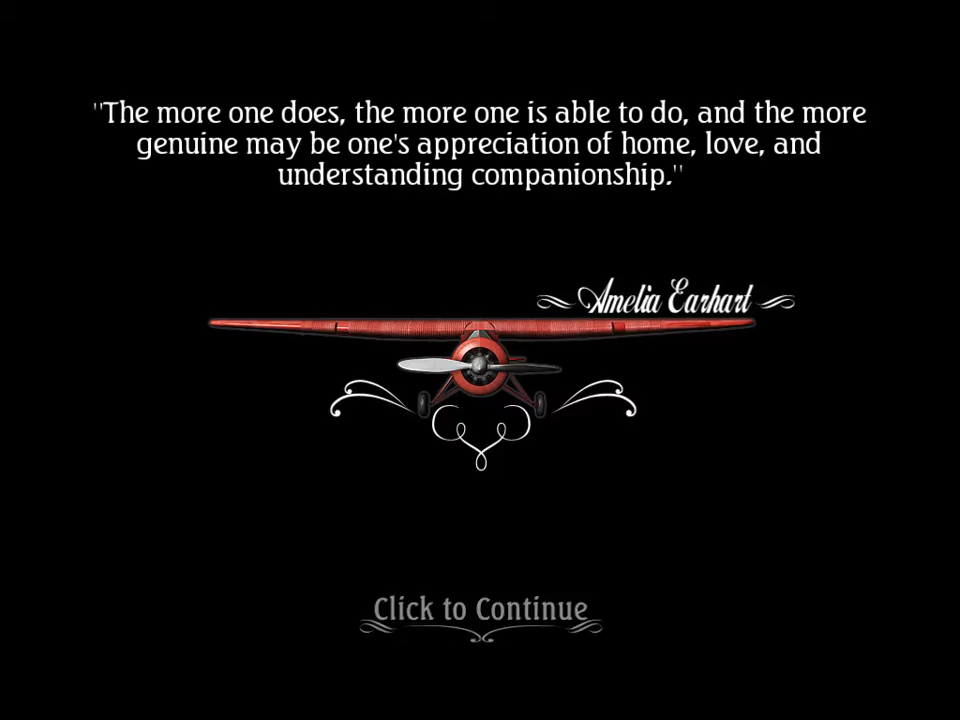 "The more one does, the more one is able to do, and the more
genuine may be one's appreciation of home, love, and
understanding companionship."
Amelia Earhart
Click to Continue